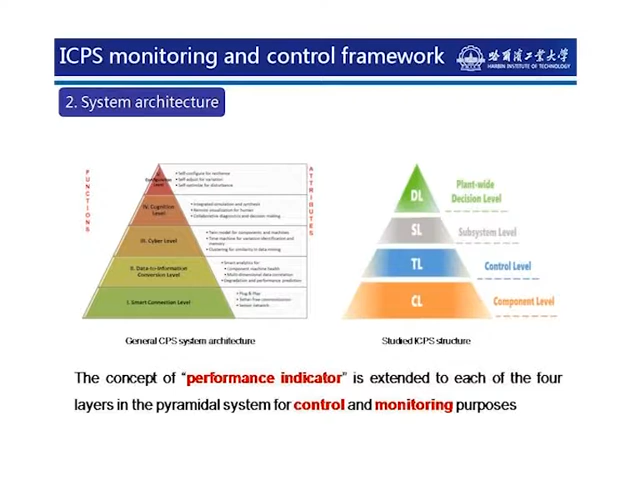 ICPS monitoring and control framework
哈尔滨工业大学
HARBIN INSTITUTE OF TECHNOLOGY
2. System architecture
FUNCTIONS
ATTRIBUTES
V. Configuration Level
• Self-configure for resilience
• Self-adjust for variation
• Self-optimize for disturbance
IV. Cognition Level
• Integrated simulation and synthesis
• Remote visualization for human
• Collaborative diagnostics and decision making
III. Cyber Level
• Twin model for components and machines
• Time machine for variation identification and memory
• Clustering for similarity in data mining
II. Data-to-Information Conversion Level
• Smart analytics for
• Component machine health
• Multi-dimensional data correlation
• Degradation and performance prediction
I. Smart Connection Level
• Plug & Play
• Tether-free communication
• Sensor network
General CPS system architecture
DL
Plant-wide
Decision Level
SL
Subsystem Level
TL
Control Level
CL
Component Level
Studied ICPS structure
The concept of “performance indicator” is extended to each of the four
layers in the pyramidal system for control and monitoring purposes